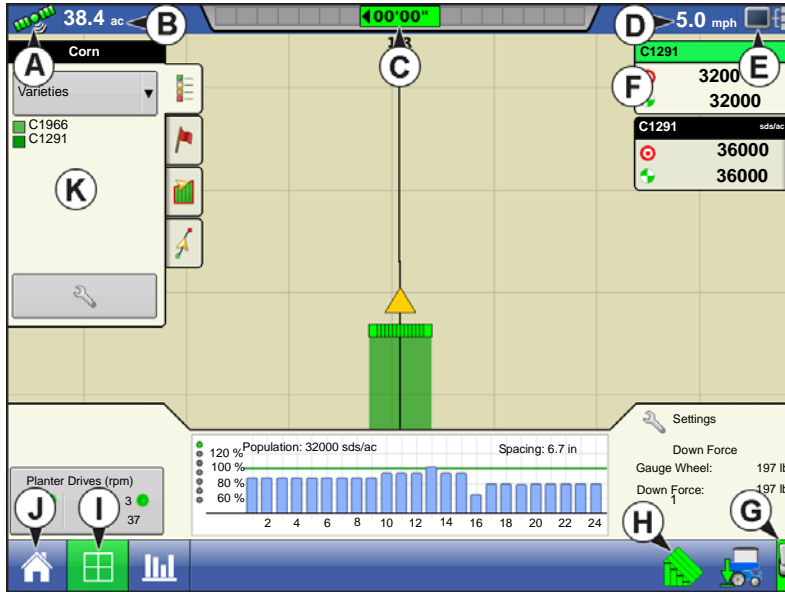 38.4 ac
B
00'00"
D
5.0 mph
A
Corn
C
E
C1291
F
32000
Varieties
C1966
C1291
C1291 sds/ac
36000
36000
K
Settings
120 %
Population: 32000 sds/ac
Spacing: 6.7 in
100 %
80 %
60 %
Down Force
Gauge Wheel: 197 lb
Down Force: 197 lb
1
Planter Drives (rpm)
3
37
2 4 6 8 10 12 14 16 18 20 22 24
J
I
H
G